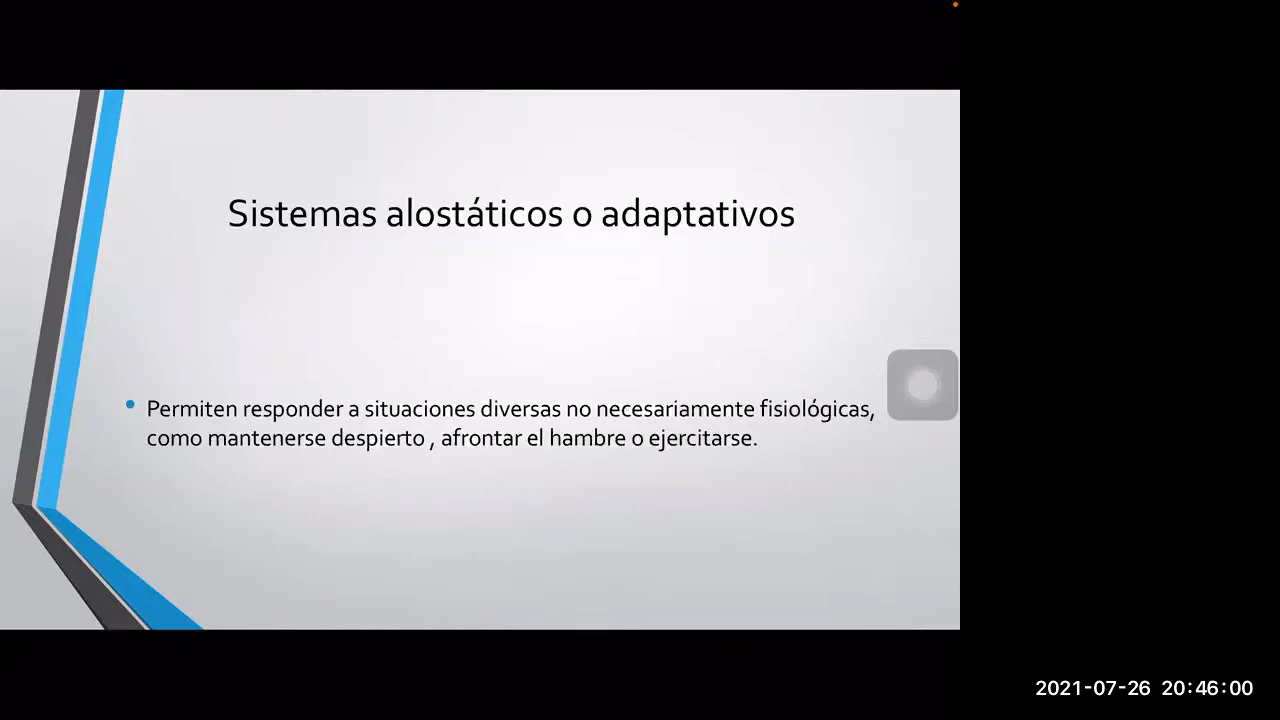 Sistemas alostáticos o adaptativos
• Permiten responder a situaciones diversas no necesariamente fisiológicas,
como mantenerse despierto , afrontar el hambre o ejercitarse.
2021-07-26 20:46:00